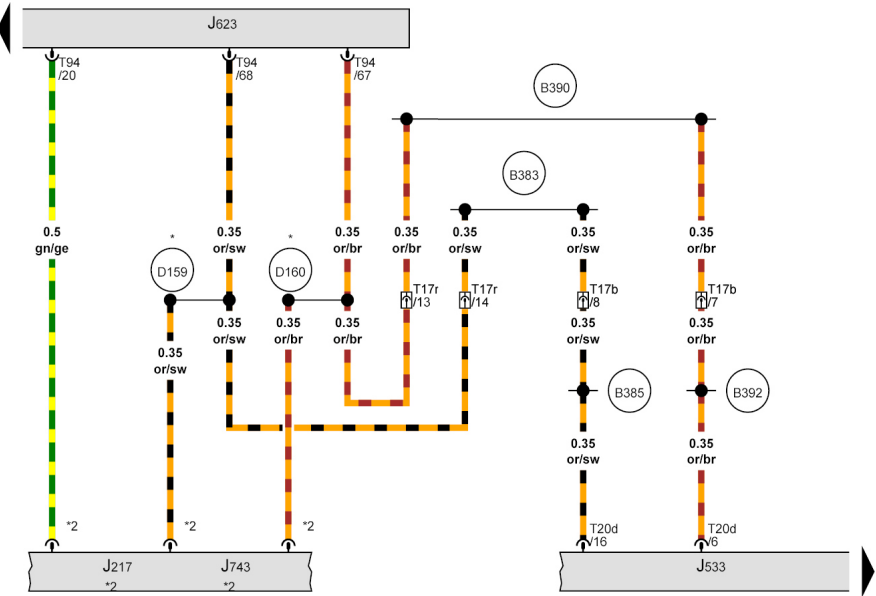 J623
T94
/20
T94
/68
T94
/67
B390
B383
0.5
gn/ge
*
0.35
or/sw
*
0.35
or/br
0.35
or/br
0.35
or/sw
0.35
or/sw
0.35
or/br
D159
D160
T17r
/13
T17r
/14
T17b
/8
T17b
/7
0.35
or/sw
0.35
or/sw
0.35
or/br
0.35
or/br
0.35
or/sw
0.35
or/br
B385
B392
0.35
or/sw
0.35
or/br
*2
*2
*2
T20d
/16
T20d
/6
J217
*2
J743
*2
J533